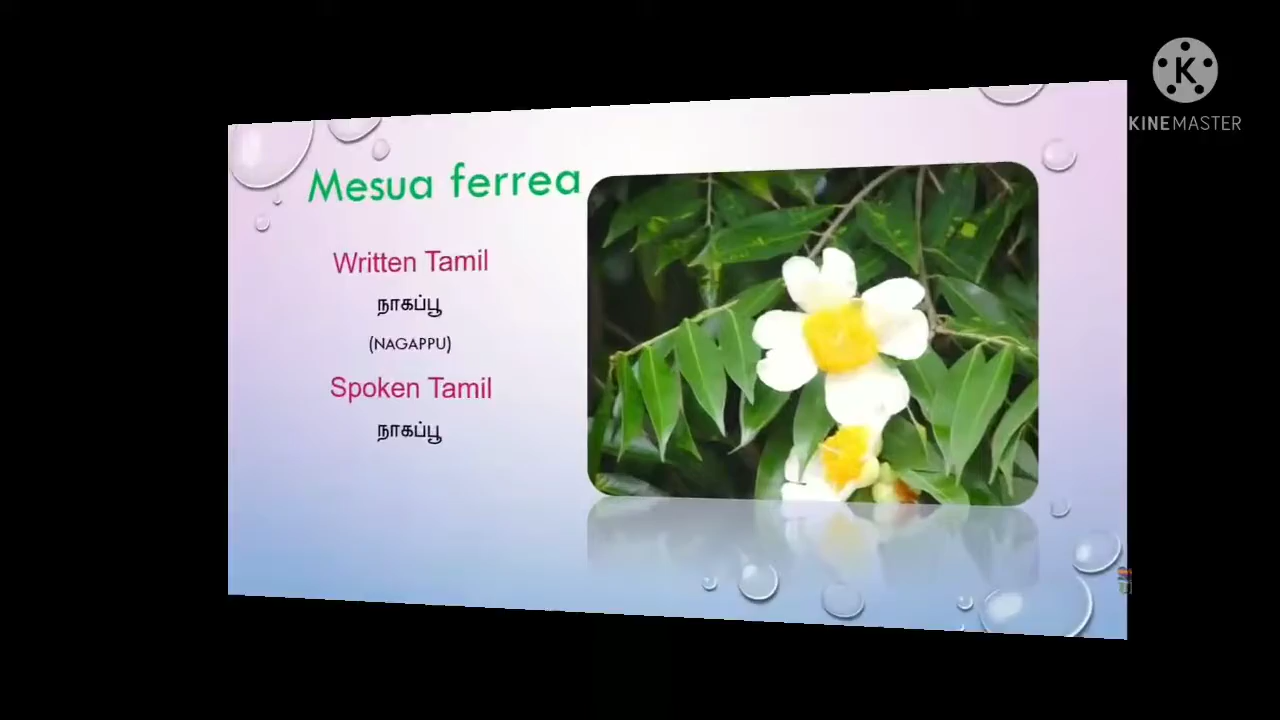 Mesua ferrea
Written Tamil
நாகப்பூ
(NAGAPPU)
Spoken Tamil
நாகப்பூ
K
KINEMASTER